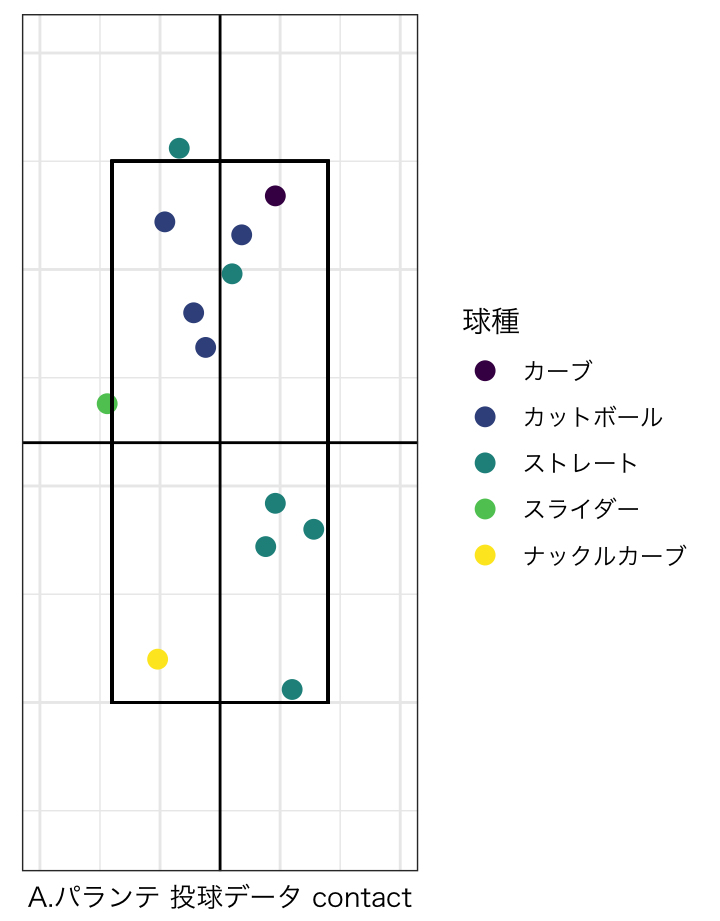 球種
カーブ
カットボール
ストレート
スライダー
ナックルカーブ
A.パランテ 投球データ contact